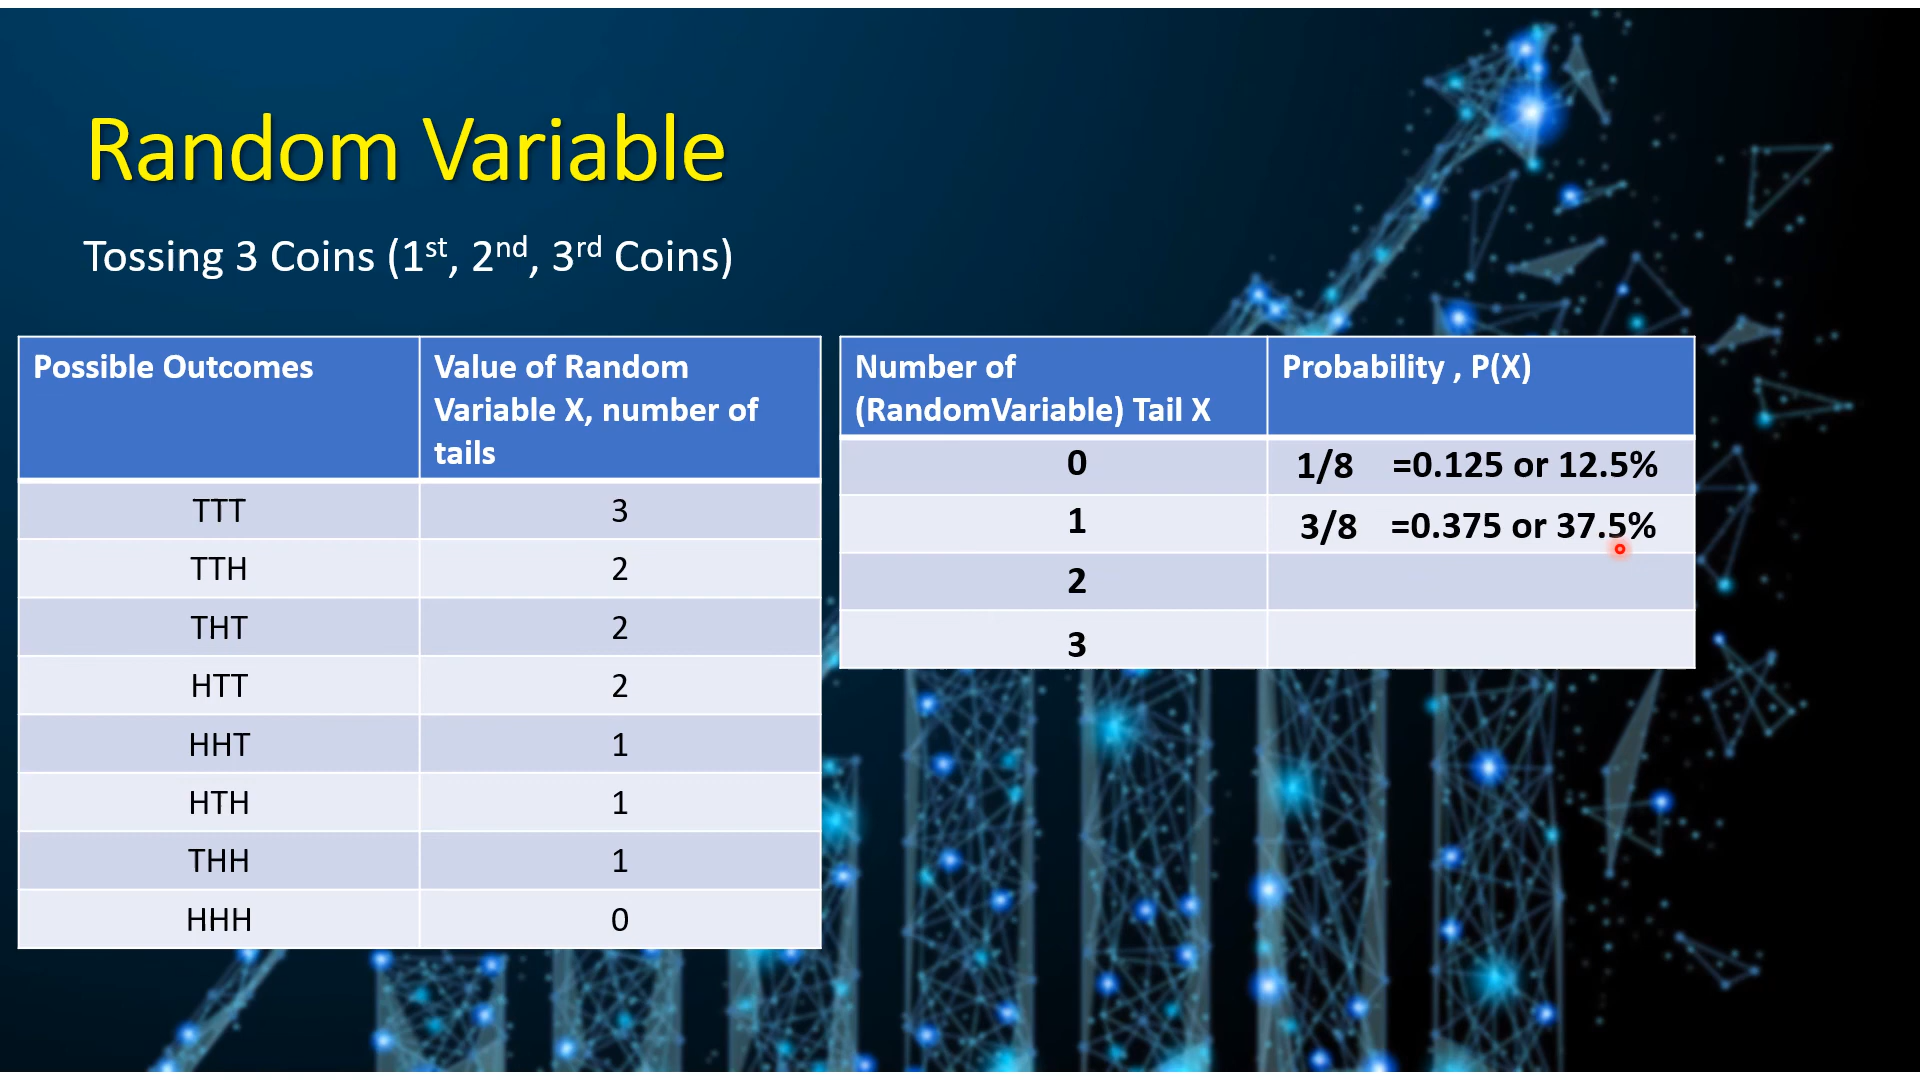 Random Variable
Tossing 3 Coins (1st, 2nd, 3rd Coins)
Possible Outcomes
Value of Random
Variable X, number of
tails
TTT 3
TTH 2
THT 2
HTT 2
HHT 1
HTH 1
THH 1
HHH 0
Number of
(RandomVariable) Tail X
Probability , P(X)
0 1/8 =0.125 or 12.5%
1 3/8 =0.375 or 37.5%
2
3